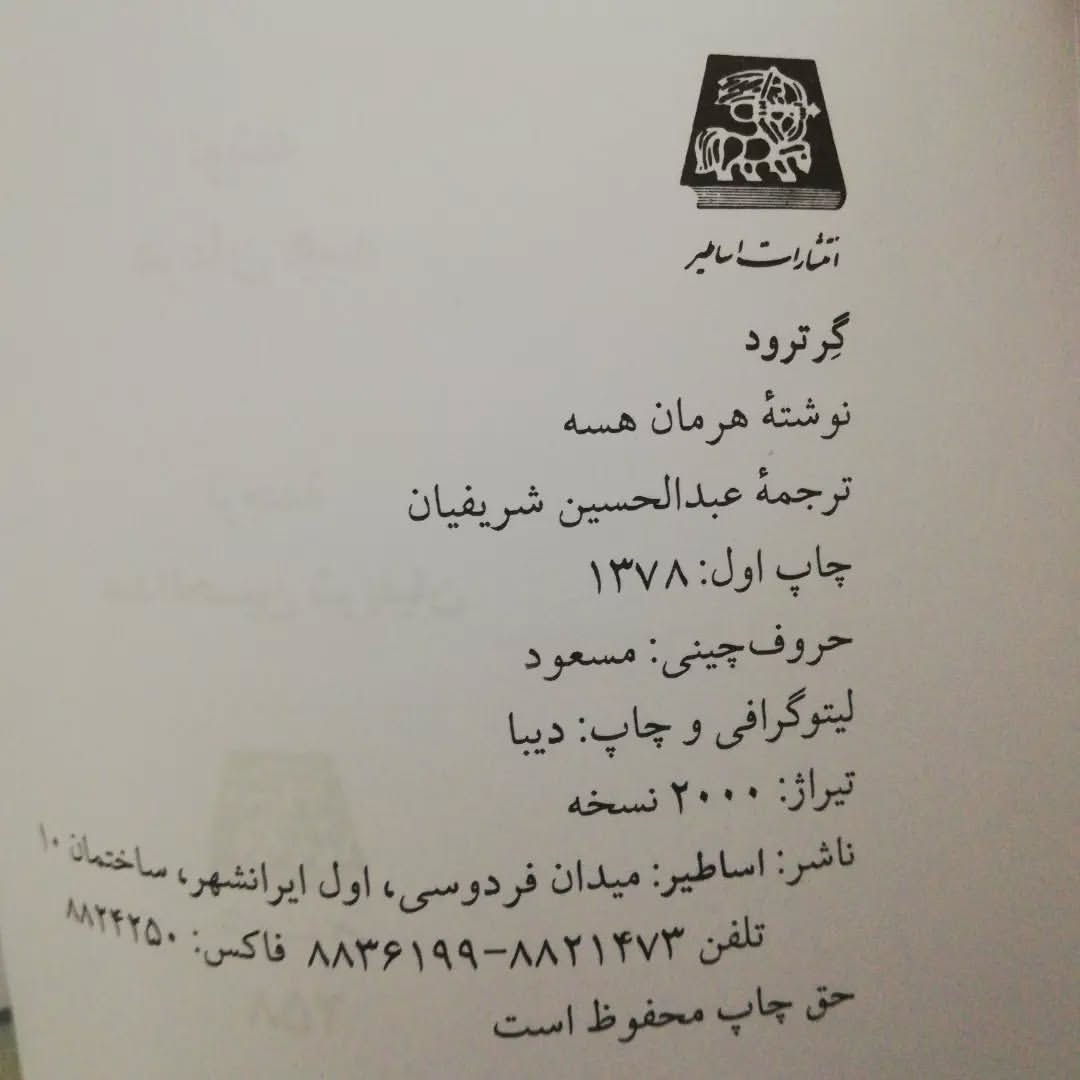 انتشارات اساطیر
گِرترود
نوشتهٔ هرمان هسه
ترجمهٔ عبدالحسین شریفیان
چاپ اول: ۱۳۷۸
حروف‌چینی: مسعود
لیتوگرافی و چاپ: دیبا
تیراژ: ۲۰۰۰ نسخه
ناشر: اساطیر: میدان فردوسی، اول ایرانشهر، ساختمان ۱۰
تلفن ۸۸۲۱۴۷۳-۸۸۳۶۱۹۹ فاکس: ۸۸۲۴۲۵۰
حق چاپ محفوظ است